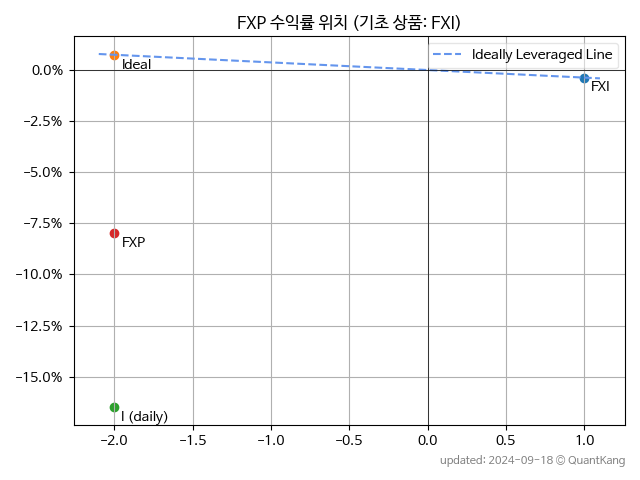 FXP 수익률 위치 (기초 상품: FXI)
Ideally Leveraged Line
0.0%
−2.5%
−5.0%
−7.5%
−10.0%
−12.5%
−15.0%
Ideal
FXI
FXP
I (daily)
−2.0 −1.5 −1.0 −0.5 0.0 0.5 1.0
updated: 2024-09-18 © QuantKang